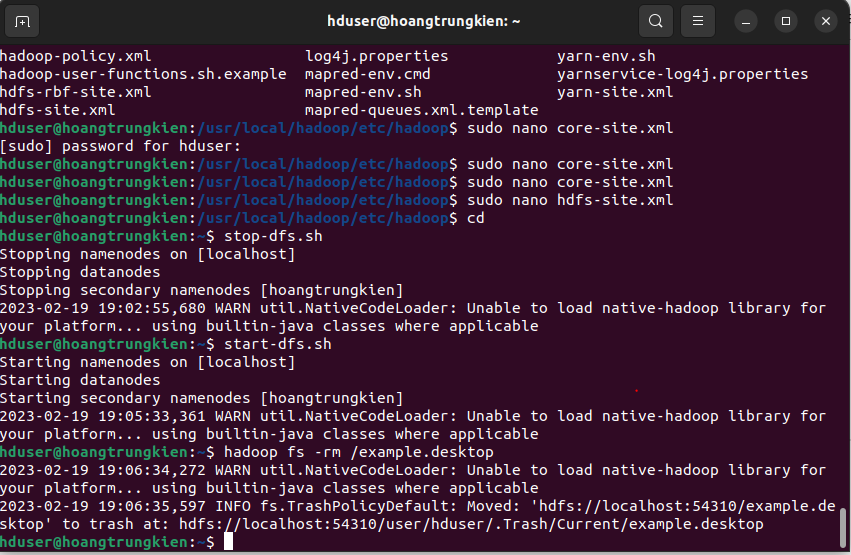 hduser@hoangtrungkien: ~
hadoop-policy.xml log4j.properties yarn-env.sh
hadoop-user-functions.sh.example mapred-env.cmd yarnservice-log4j.properties
hdfs-rbf-site.xml mapred-env.sh yarn-site.xml
hdfs-site.xml mapred-queues.xml.template
hduser@hoangtrungkien:/usr/local/hadoop/etc/hadoop$ sudo nano core-site.xml
[sudo] password for hduser:
hduser@hoangtrungkien:/usr/local/hadoop/etc/hadoop$ sudo nano core-site.xml
hduser@hoangtrungkien:/usr/local/hadoop/etc/hadoop$ sudo nano core-site.xml
hduser@hoangtrungkien:/usr/local/hadoop/etc/hadoop$ sudo nano hdfs-site.xml
hduser@hoangtrungkien:/usr/local/hadoop/etc/hadoop$ cd
hduser@hoangtrungkien:~$ stop-dfs.sh
Stopping namenodes on [localhost]
Stopping datanodes
Stopping secondary namenodes [hoangtrungkien]
2023-02-19 19:02:55,680 WARN util.NativeCodeLoader: Unable to load native-hadoop library for
your platform... using builtin-java classes where applicable
hduser@hoangtrungkien:~$ start-dfs.sh
Starting namenodes on [localhost]
Starting datanodes
Starting secondary namenodes [hoangtrungkien]
2023-02-19 19:05:33,361 WARN util.NativeCodeLoader: Unable to load native-hadoop library for
your platform... using builtin-java classes where applicable
hduser@hoangtrungkien:~$ hadoop fs -rm /example.desktop
2023-02-19 19:06:34,272 WARN util.NativeCodeLoader: Unable to load native-hadoop library for
your platform... using builtin-java classes where applicable
2023-02-19 19:06:35,597 INFO fs.TrashPolicyDefault: Moved: 'hdfs://localhost:54310/example.de
sktop' to trash at: hdfs://localhost:54310/user/hduser/.Trash/Current/example.desktop
hduser@hoangtrungkien:~$